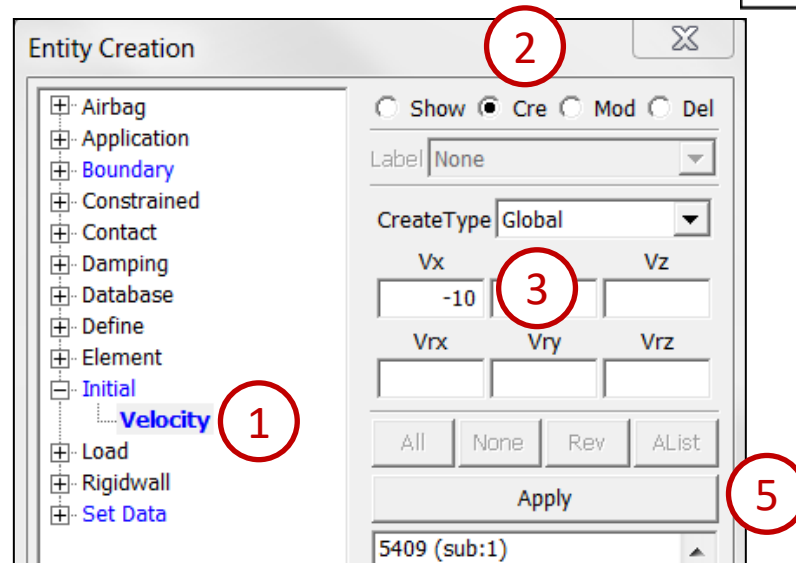 Entity Creation
2
Airbag
Application
Boundary
Constrained
Contact
Damping
Database
Define
Element
Initial
Velocity
1
Load
Rigidwall
Set Data
Show Cre Mod Del
Label None
CreateType Global
Vx Vz
-10 3
Vrx Vry Vrz
All None Rev AList
Apply
5
5409 (sub:1)